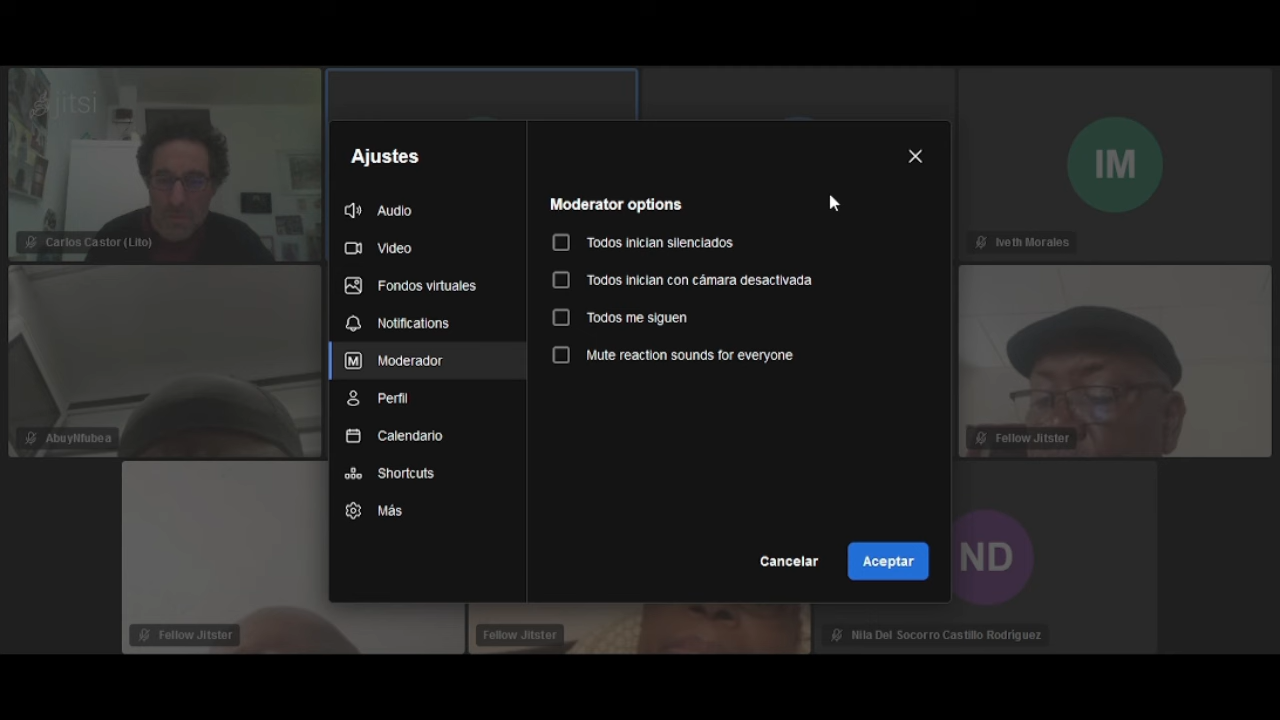 jitsi
Ajustes
Audio
Video
Fondos virtuales
Notifications
Moderador
Perfil
Calendario
Shortcuts
Más
Moderator options
Todos inician silenciados
Todos inician con cámara desactivada
Todos me siguen
Mute reaction sounds for everyone
Cancelar
Aceptar
Carlos Castor (Lito)
IM
Iveth Morales
AbuyNfubea
Fellow Jitster
Fellow Jitster
Fellow Jitster
ND
Nila Del Socorro Castillo Rodriguez